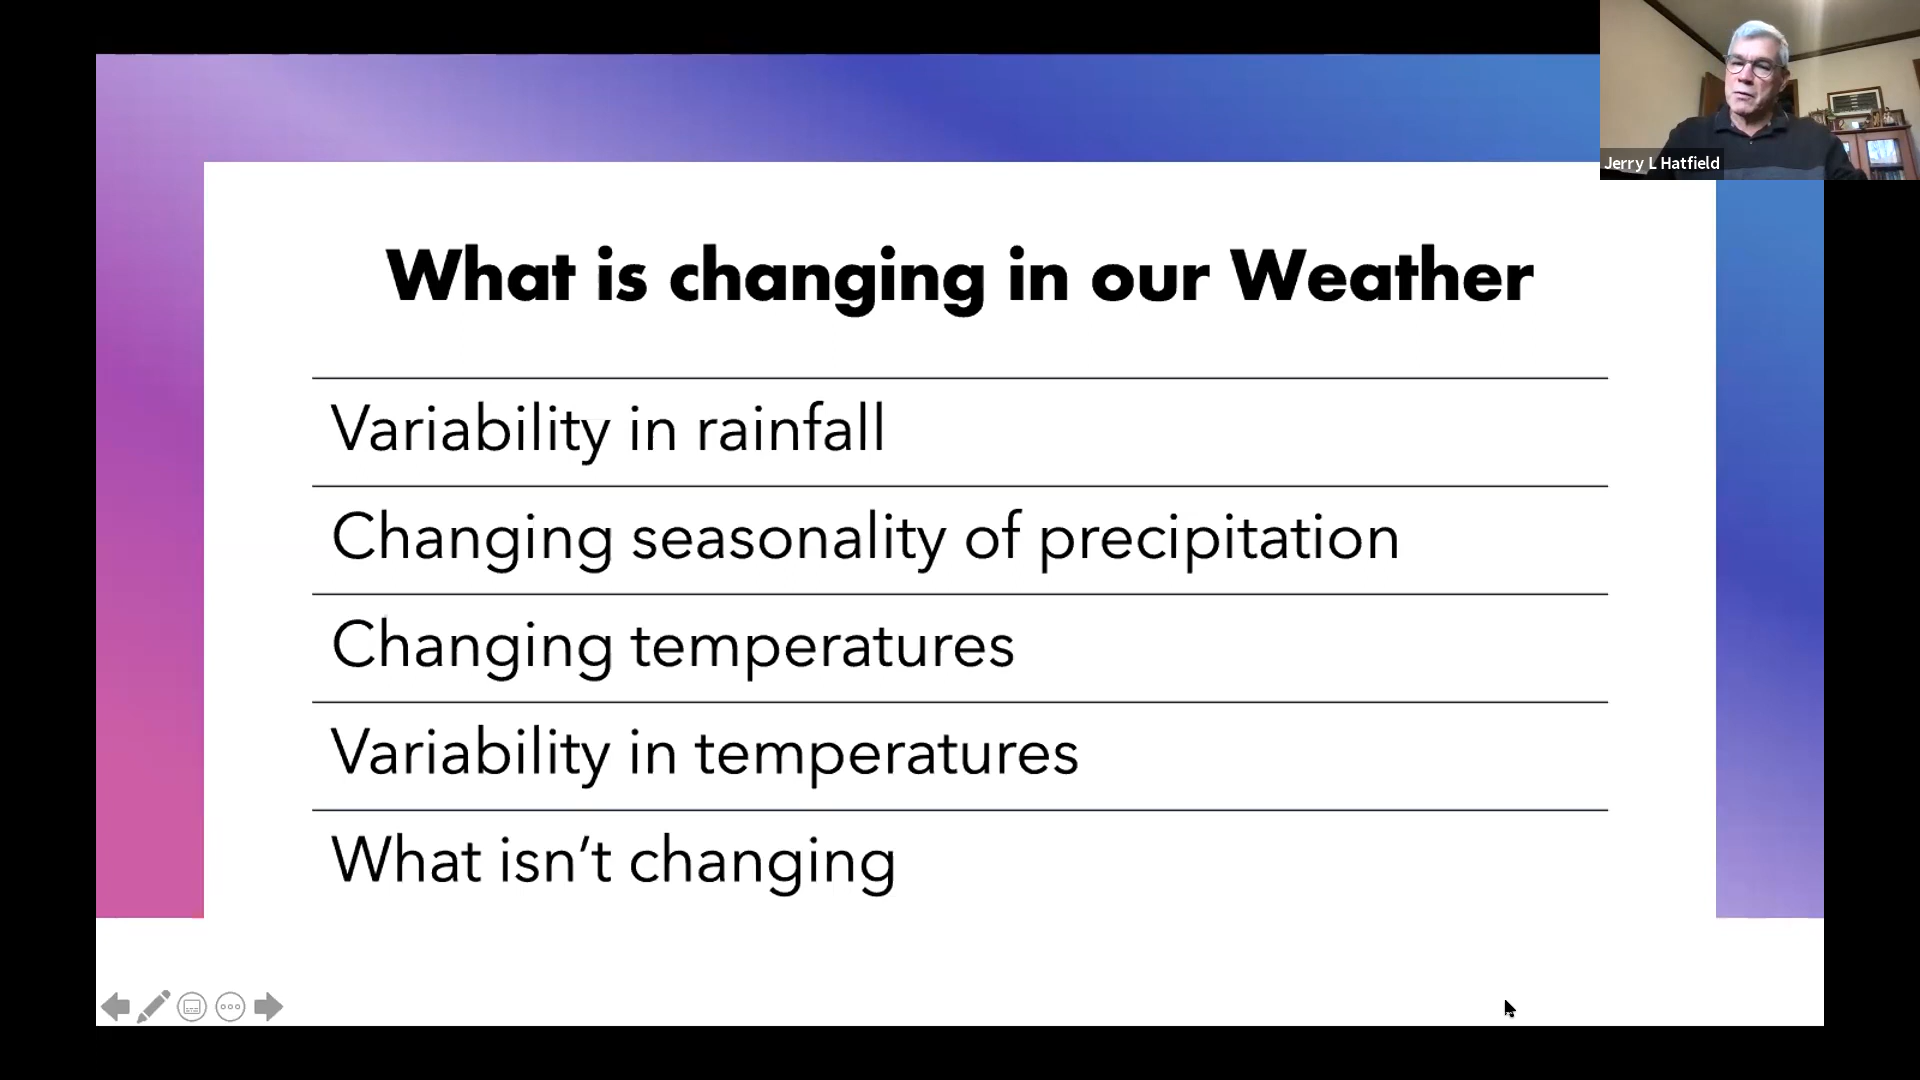 Jerry L Hatfield
What is changing in our Weather
Variability in rainfall
Changing seasonality of precipitation
Changing temperatures
Variability in temperatures
What isn’t changing